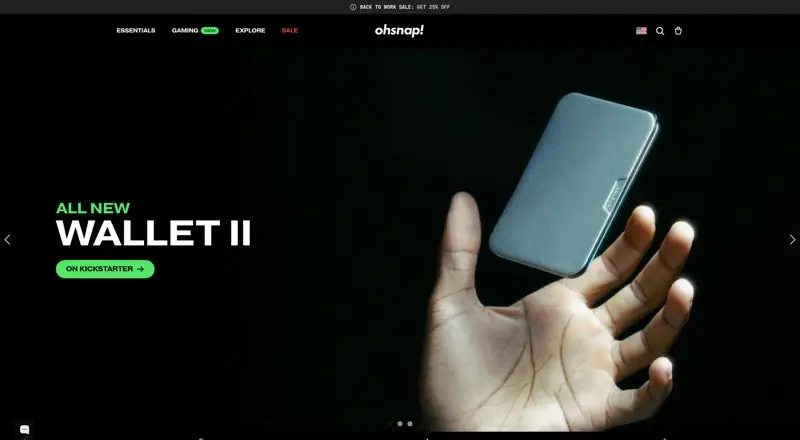 BACK TO WORK SALE: GET 25% OFF
ESSENTIALS
GAMING NEW
EXPLORE
SALE
ohsnap!
ALL NEW
WALLET II
ON KICKSTARTER →